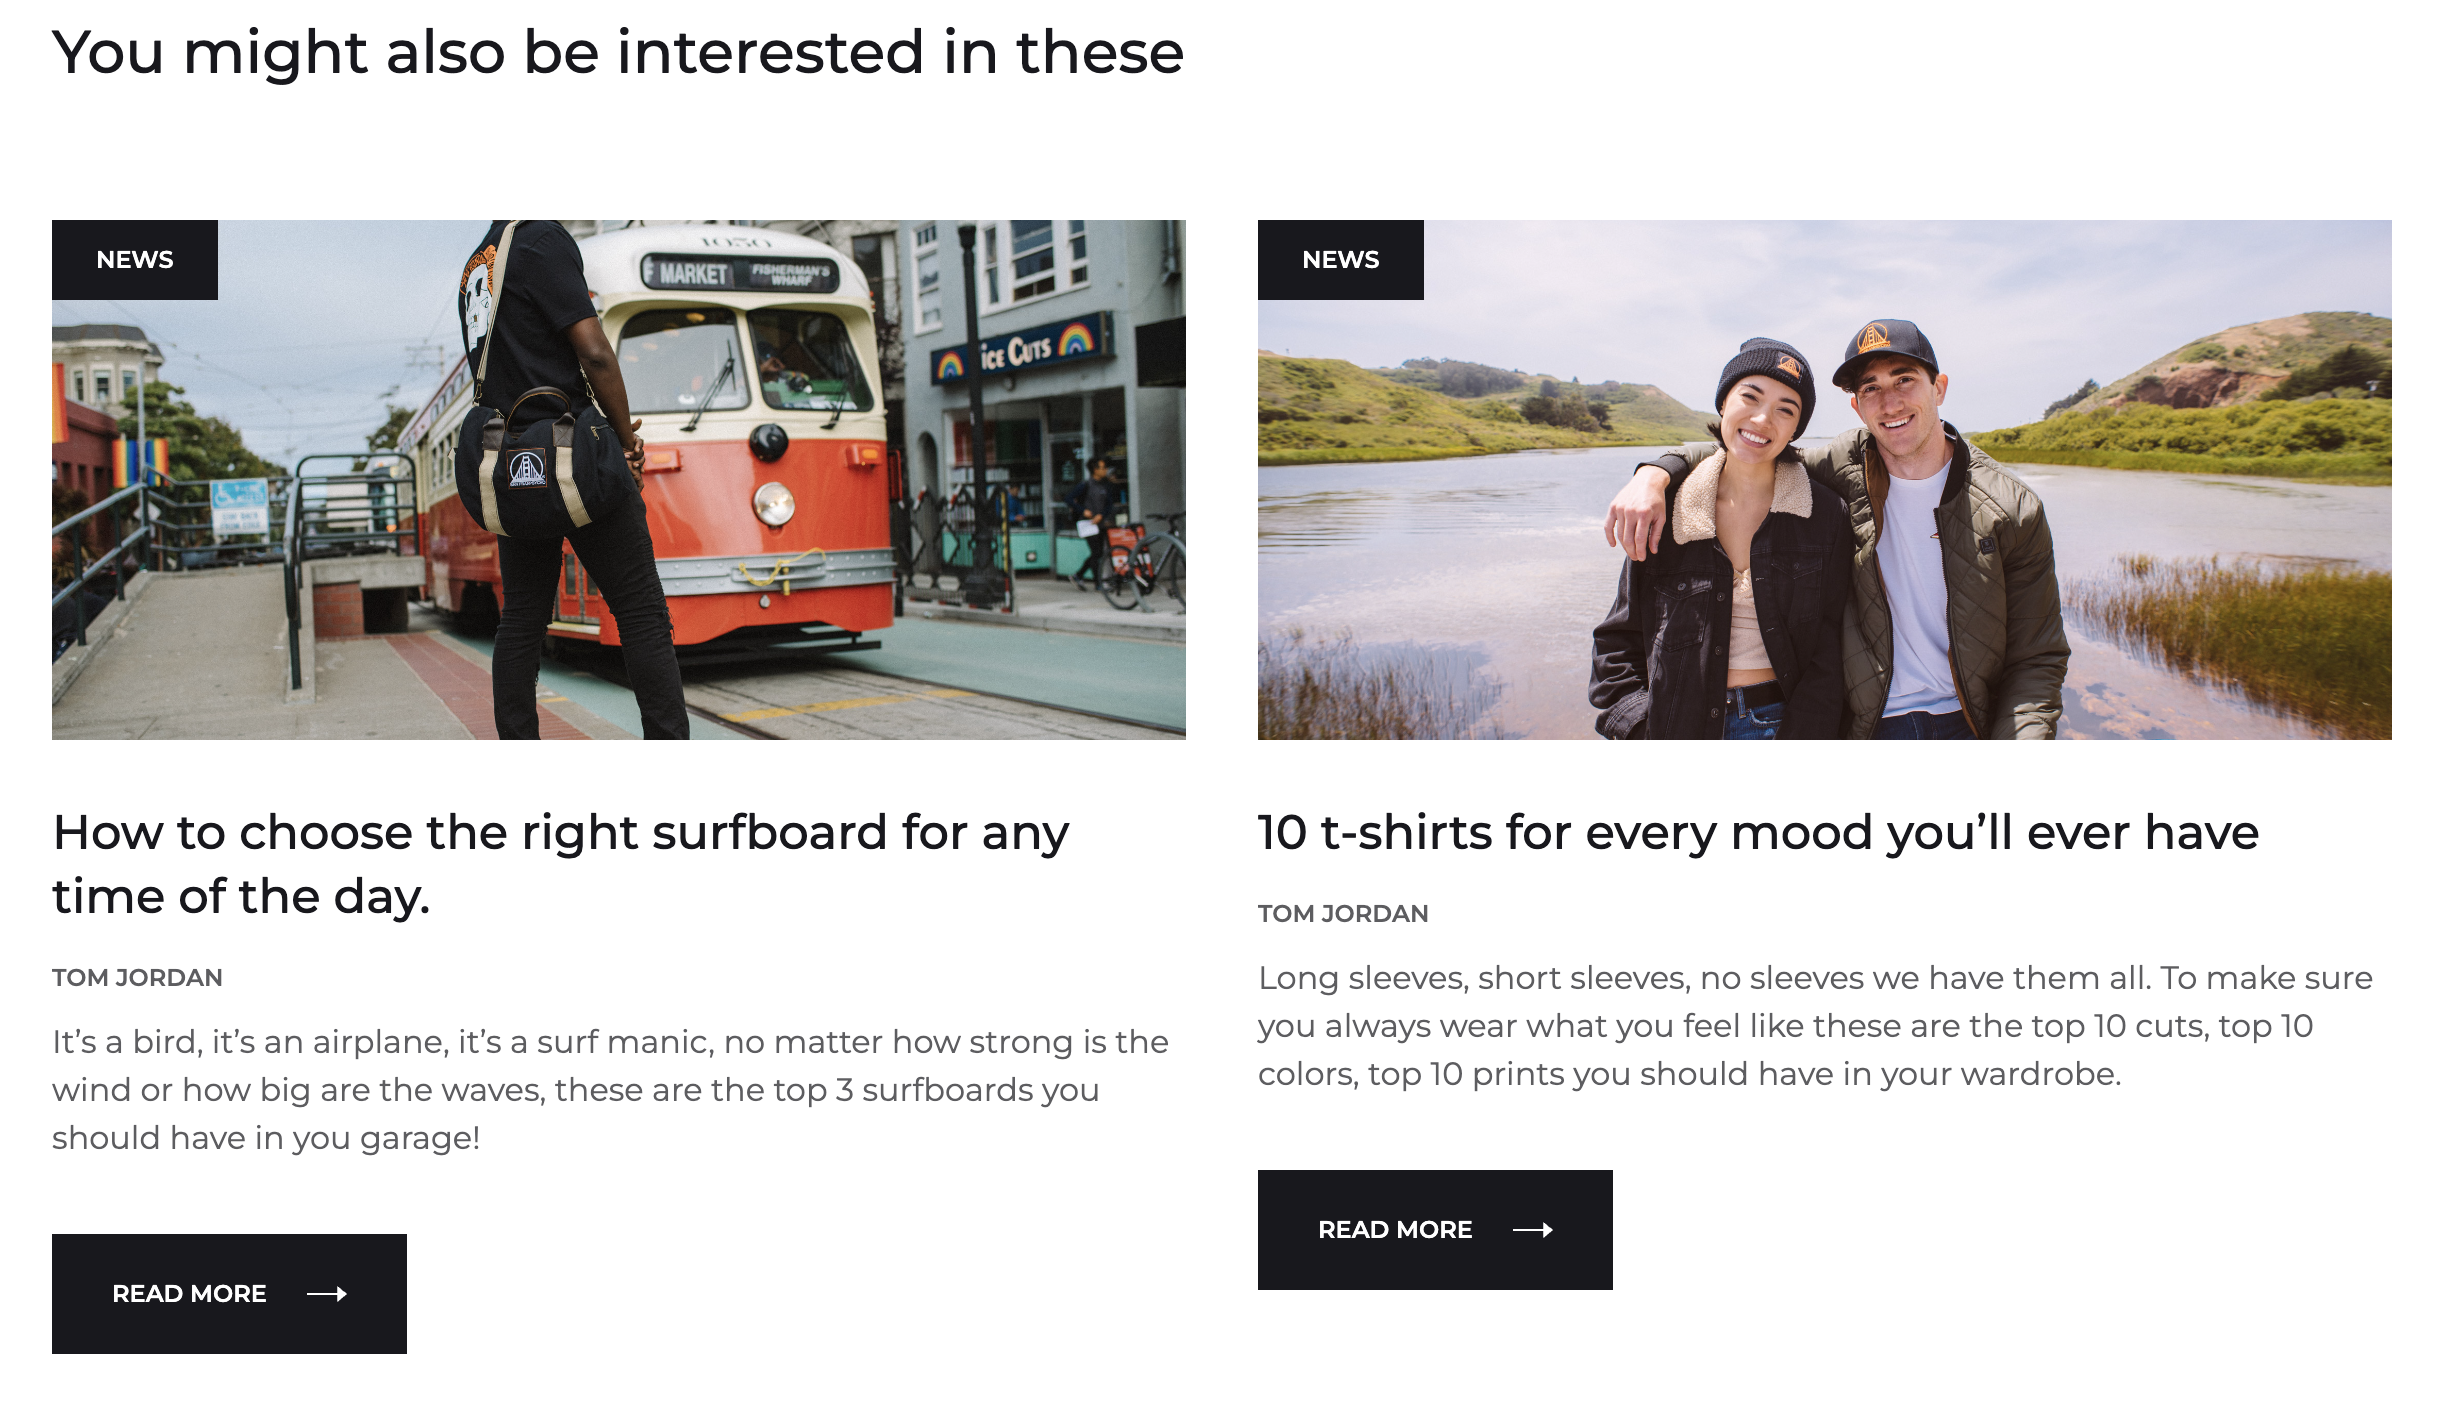 You might also be interested in these
NEWS
1050
F MARKET
FISHERMAN'S
WHARF
ICE CUTS
How to choose the right surfboard for any
time of the day.
TOM JORDAN
It’s a bird, it’s an airplane, it’s a surf manic, no matter how strong is the
wind or how big are the waves, these are the top 3 surfboards you
should have in you garage!
READ MORE
NEWS
10 t-shirts for every mood you’ll ever have
TOM JORDAN
Long sleeves, short sleeves, no sleeves we have them all. To make sure
you always wear what you feel like these are the top 10 cuts, top 10
colors, top 10 prints you should have in your wardrobe.
READ MORE